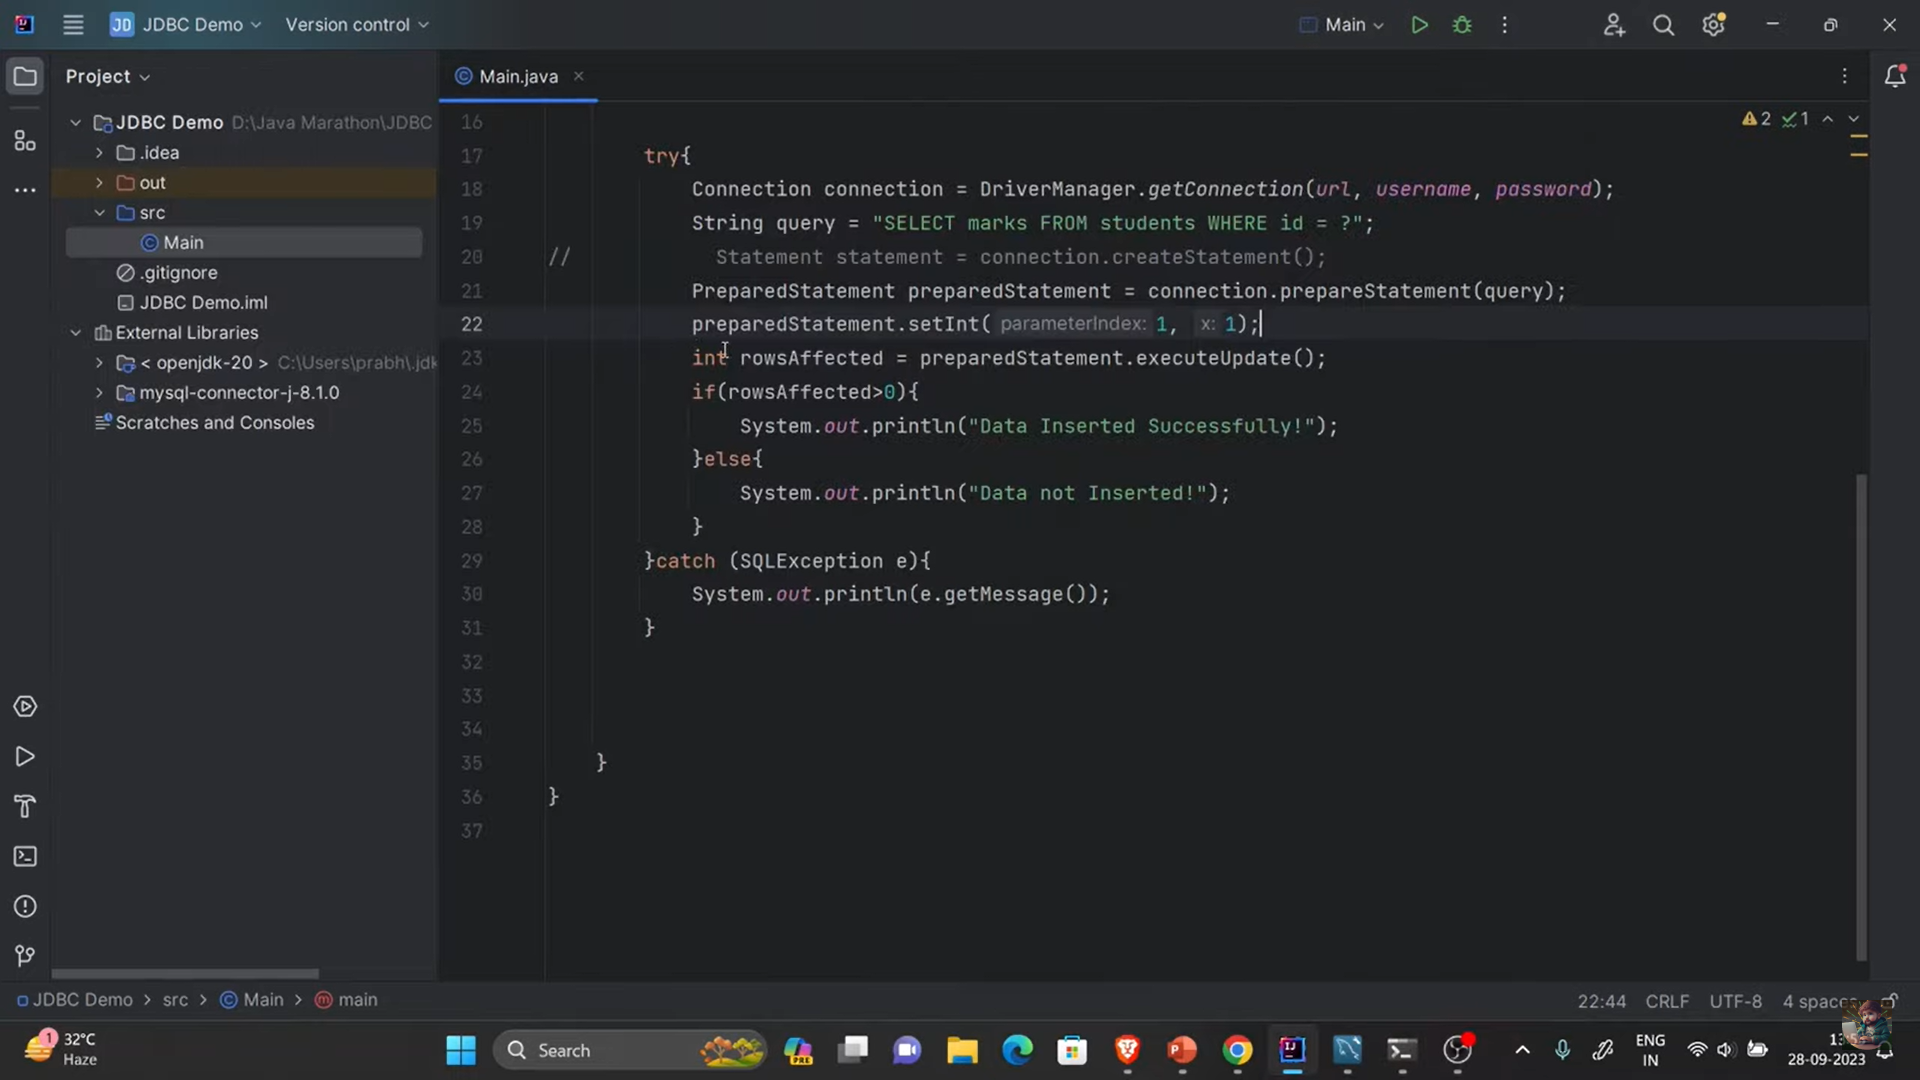 JD JDBC Demo Version control Main
Project
Main.java
JDBC Demo D:\Java Marathon\JDBC
.idea
out
src
Main
.gitignore
JDBC Demo.iml
External Libraries
< openjdk-20 > C:\Users\prabh\.jdk
mysql-connector-j-8.1.0
Scratches and Consoles
2 1
16
17 try{
18 Connection connection = DriverManager.getConnection(url, username, password);
19 String query = "SELECT marks FROM students WHERE id = ?";
20 // Statement statement = connection.createStatement();
21 PreparedStatement preparedStatement = connection.prepareStatement(query);
22 preparedStatement.setInt( parameterIndex: 1, x: 1);
23 int rowsAffected = preparedStatement.executeUpdate();
24 if(rowsAffected>0){
25 System.out.println("Data Inserted Successfully!");
26 }else{
27 System.out.println("Data not Inserted!");
28 }
29 }catch (SQLException e){
30 System.out.println(e.getMessage());
31 }
32
33
34
35 }
36 }
37
JDBC Demo > src > Main > main
22:44 CRLF UTF-8 4 spaces
1
32°C
Haze
Search
PRE
ENG
IN
28-09-2023